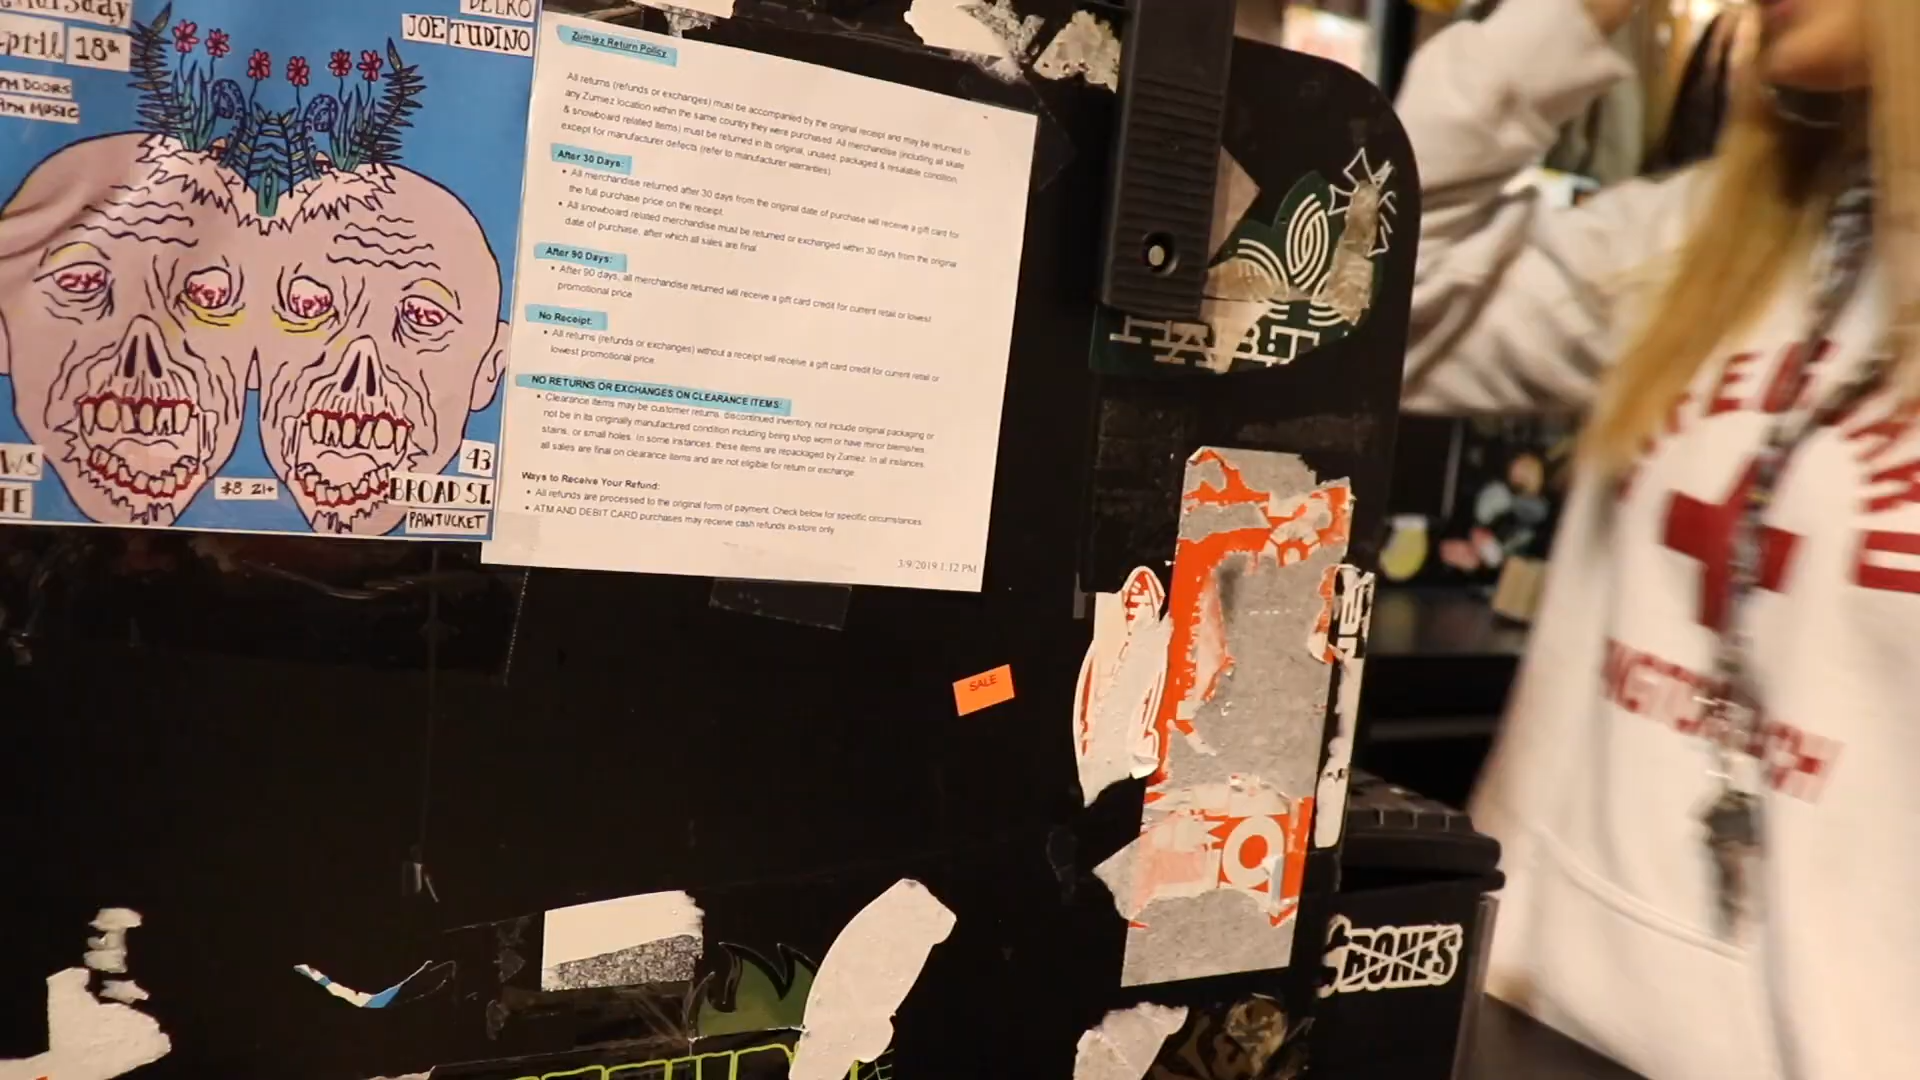 April 18th
PM DOORS
PM MUSIC
JOE TUDINO
$8 21+
43
BROAD ST.
PAWTUCKET
Zumiez Return Policy
All returns (refunds or exchanges) must be accompanied by the original receipt and may be returned to
any Zumiez location within the same country they were purchased. All merchandise (including all skate
& snowboard related items) must be returned in its original, unused, packaged & resalable condition,
except for manufacturer defects (refer to manufacturer warranties).
After 30 Days:
• All merchandise returned after 30 days from the original date of purchase will receive a gift card for
the full purchase price on the receipt.
• All snowboard related merchandise must be returned or exchanged within 30 days from the original
date of purchase, after which all sales are final.
After 90 Days:
• After 90 days, all merchandise returned will receive a gift card credit for current retail or lowest
promotional price.
No Receipt:
• All returns (refunds or exchanges) without a receipt will receive a gift card credit for current retail or
lowest promotional price.
NO RETURNS OR EXCHANGES ON CLEARANCE ITEMS:
• Clearance items may be customer returns, discontinued inventory, not include original packaging or
not be in its originally manufactured condition including being shop worn or have minor blemishes,
stains, or small holes. In some instances, these items are repackaged by Zumiez. In all instances,
all sales are final on clearance items and are not eligible for return or exchange.
Ways to Receive Your Refund:
• All refunds are processed to the original form of payment. Check below for specific circumstances
• ATM AND DEBIT CARD purchases may receive cash refunds in-store only
3/9/2019 1:12 PM
SALE
HABIT
BONES